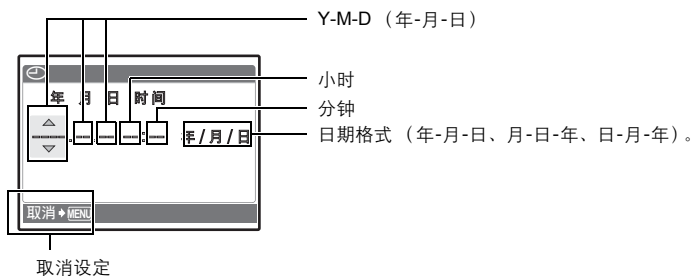 Y-M-D（年-月-日）
小时
分钟
日期格式（年-月-日、月-日-年、日-月-年）。
年 月 日 时间
----.--.-- --:-- 年/月/日
取消 MENU
取消设定